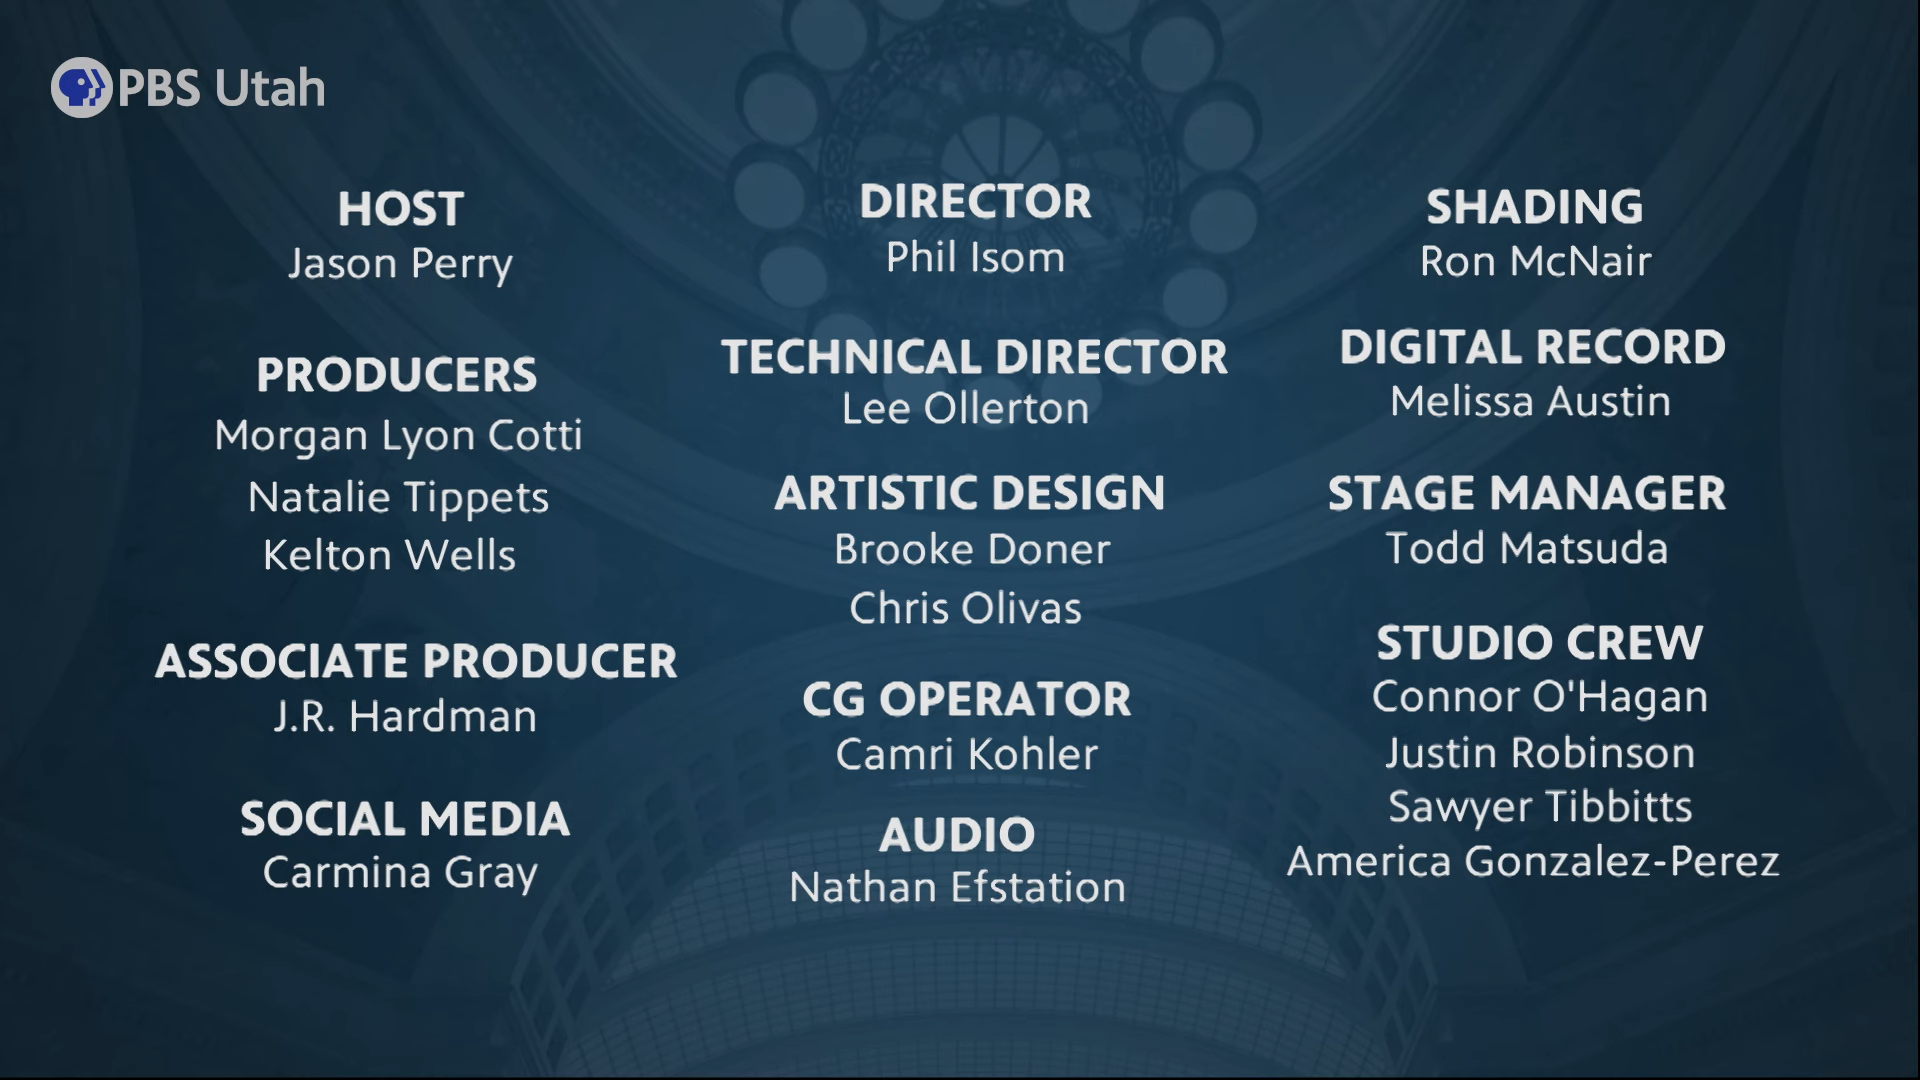 PBS Utah
HOST
Jason Perry
PRODUCERS
Morgan Lyon Cotti
Natalie Tippets
Kelton Wells
ASSOCIATE PRODUCER
J.R. Hardman
SOCIAL MEDIA
Carmina Gray
DIRECTOR
Phil Isom
TECHNICAL DIRECTOR
Lee Ollerton
ARTISTIC DESIGN
Brooke Doner
Chris Olivas
CG OPERATOR
Camri Kohler
AUDIO
Nathan Efstation
SHADING
Ron McNair
DIGITAL RECORD
Melissa Austin
STAGE MANAGER
Todd Matsuda
STUDIO CREW
Connor O'Hagan
Justin Robinson
Sawyer Tibbitts
America Gonzalez-Perez